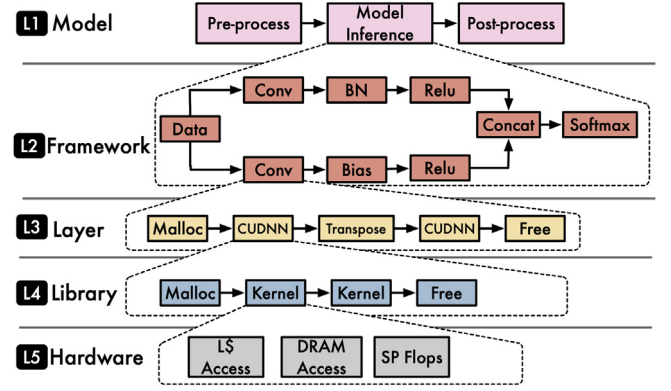 L1 Model
Pre-process
Model
Inference
Post-process
L2 Framework
Data
Conv
BN
Relu
Conv
Bias
Relu
Concat
Softmax
L3 Layer
Malloc
CUDNN
Transpose
CUDNN
Free
L4 Library
Malloc
Kernel
Kernel
Free
L5 Hardware
L$
Access
DRAM
Access
SP Flops